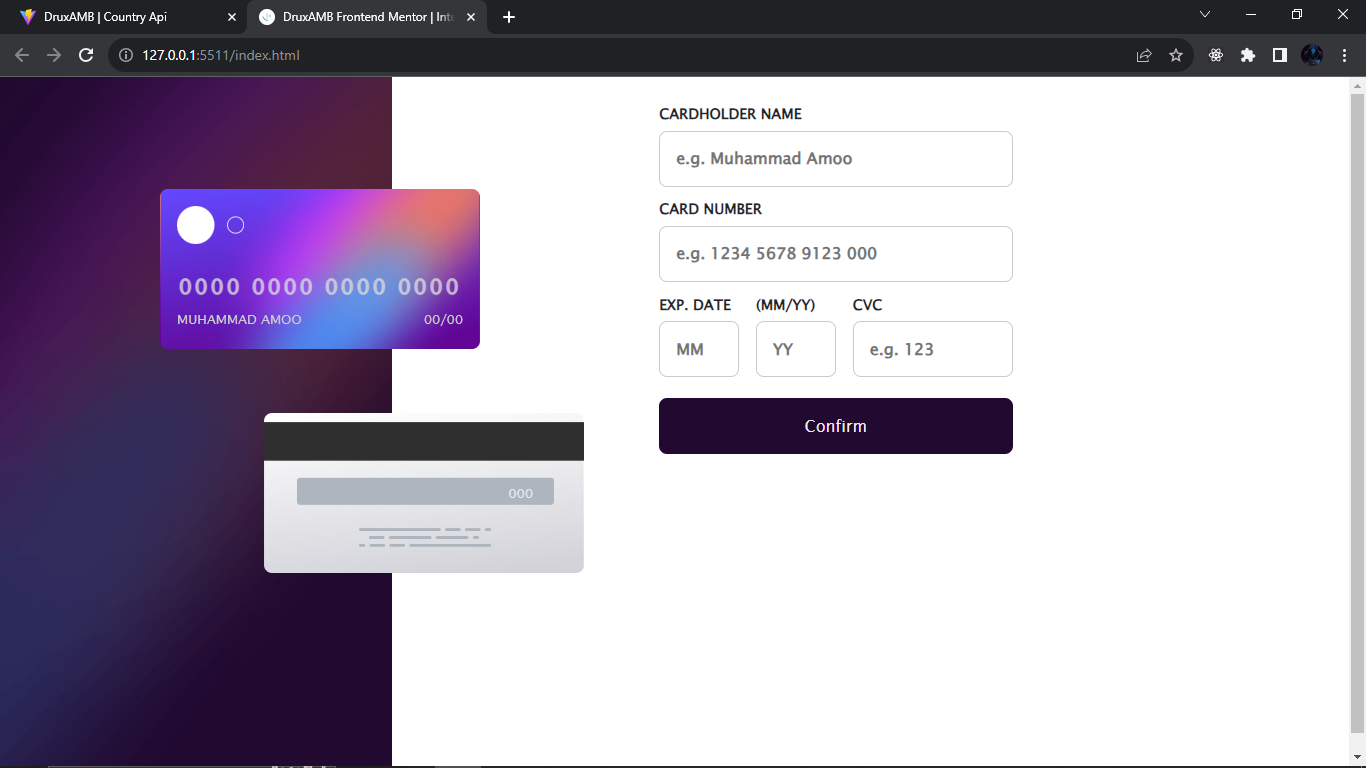 DruxAMB | Country Api
DruxAMB Frontend Mentor | Inte
127.0.0.1:5511/index.html
CARDHOLDER NAME
e.g. Muhammad Amoo
CARD NUMBER
e.g. 1234 5678 9123 000
EXP. DATE (MM/YY) CVC
MM YY e.g. 123
Confirm
0000 0000 0000 0000
MUHAMMAD AMOO 00/00
000